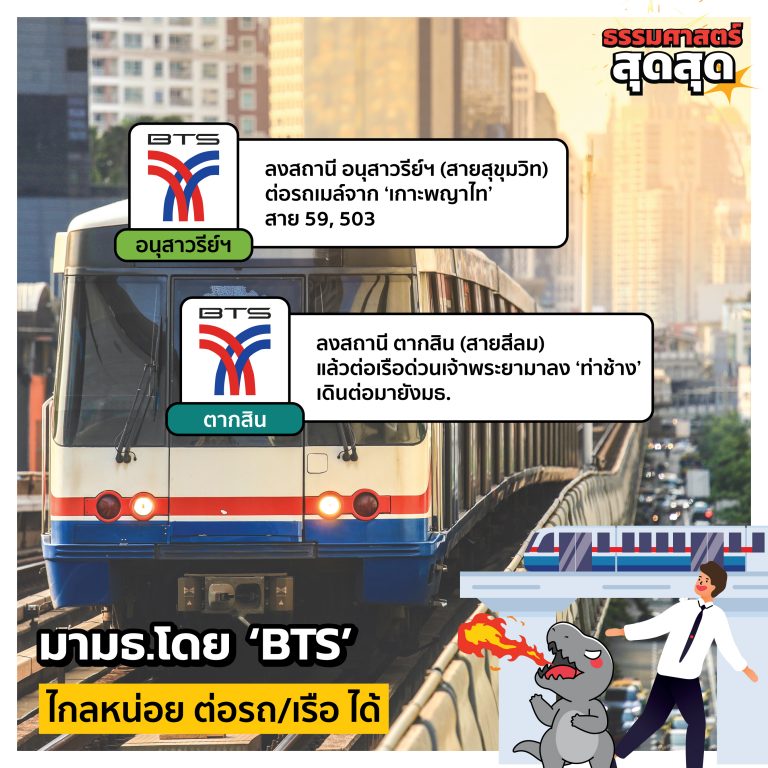 ธรรมศาสตร์
สุดสุด
BTS
อนุสาวรีย์ฯ
ลงสถานี อนุสาวรีย์ฯ (สายสุขุมวิท)
ต่อรถเมล์จาก ‘เกาะพญาไท’
สาย 59, 503
BTS
ตากสิน
ลงสถานี ตากสิน (สายสีลม)
แล้วต่อเรือด่วนเจ้าพระยามาลง ‘ท่าช้าง’
เดินต่อมายังมธ.
มามธ.โดย ‘BTS’
ไกลหน่อย ต่อรถ/เรือ ได้